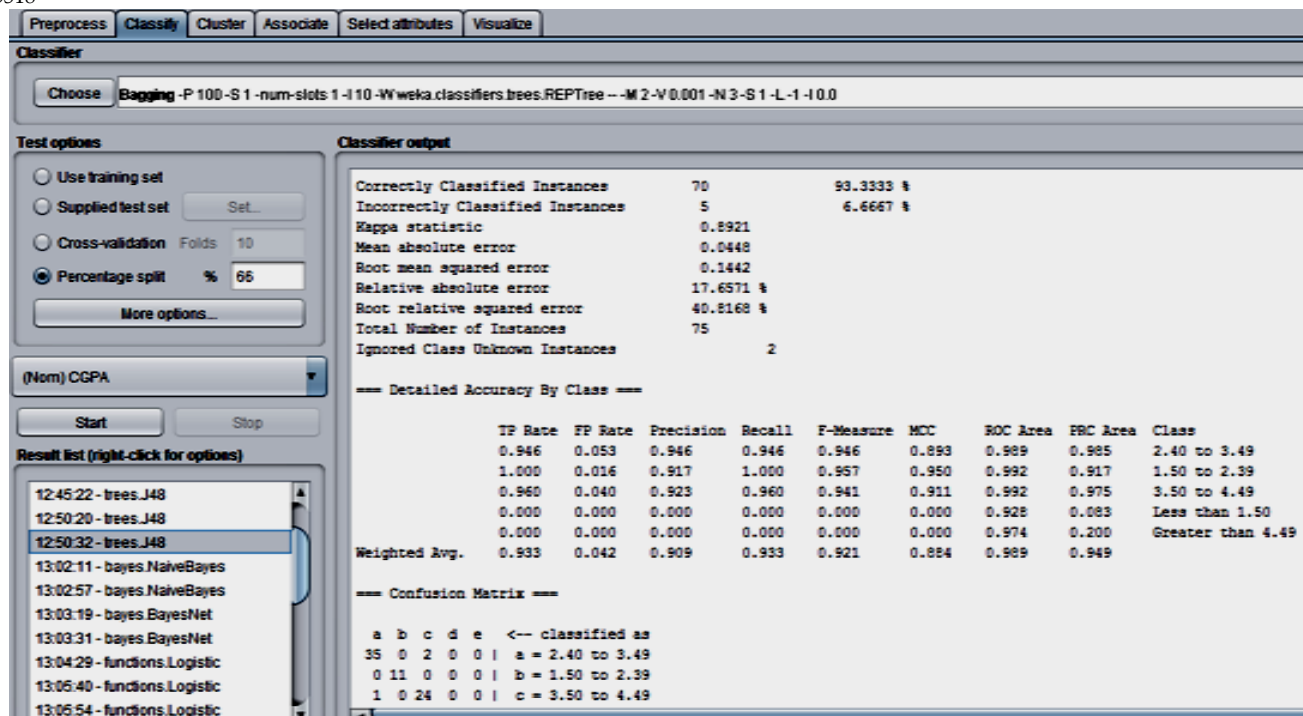 Preprocess Classify Cluster Associate Select attributes Visualize
Classifier
Choose Bagging -P 100 -S 1 -num-slots 1 -I 10 -W weka.classifiers.trees.REPTree -- -M 2 -V 0.001 -N 3 -S 1 -L -1 -I 0.0
Test options
Use training set
Supplied test set Set...
Cross-validation Folds 10
Percentage split % 66
More options...
(Nom) CGPA
Start Stop
Result list (right-click for options)
12:45:22 - trees.J48
12:50:20 - trees.J48
12:50:32 - trees.J48
13:02:11 - bayes.NaiveBayes
13:02:57 - bayes.NaiveBayes
13:03:19 - bayes.BayesNet
13:03:31 - bayes.BayesNet
13:04:29 - functions.Logistic
13:05:40 - functions.Logistic
13:05:54 - functions.Logistic
Classifier output
Correctly Classified Instances 70 93.3333 %
Incorrectly Classified Instances 5 6.6667 %
Kappa statistic 0.8921
Mean absolute error 0.0448
Root mean squared error 0.1442
Relative absolute error 17.6571 %
Root relative squared error 40.8168 %
Total Number of Instances 75
Ignored Class Unknown Instances 2
=== Detailed Accuracy By Class ===
TP Rate FP Rate Precision Recall F-Measure MCC ROC Area PRC Area Class
0.946 0.053 0.946 0.946 0.946 0.893 0.989 0.985 2.40 to 3.49
1.000 0.016 0.917 1.000 0.957 0.950 0.992 0.917 1.50 to 2.39
0.960 0.040 0.923 0.960 0.941 0.911 0.992 0.975 3.50 to 4.49
0.000 0.000 0.000 0.000 0.000 0.000 0.928 0.083 Less than 1.50
0.000 0.000 0.000 0.000 0.000 0.000 0.974 0.200 Greater than 4.49
Weighted Avg. 0.933 0.042 0.909 0.933 0.921 0.884 0.989 0.949
=== Confusion Matrix ===
a b c d e <-- classified as
35 0 2 0 0 | a = 2.40 to 3.49
0 11 0 0 0 | b = 1.50 to 2.39
1 0 24 0 0 | c = 3.50 to 4.49